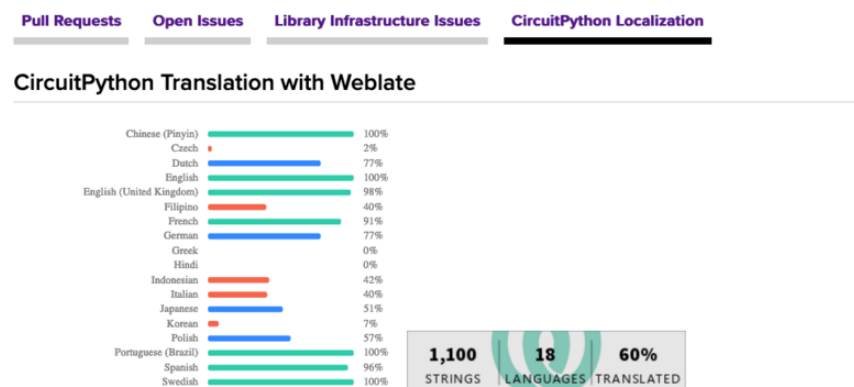 Pull Requests Open Issues Library Infrastructure Issues CircuitPython Localization
CircuitPython Translation with Weblate
Chinese (Pinyin) 100%
Czech 2%
Dutch 77%
English 100%
English (United Kingdom) 98%
Filipino 40%
French 91%
German 77%
Greek 0%
Hindi 0%
Indonesian 42%
Italian 40%
Japanese 51%
Korean 7%
Polish 57%
Portuguese (Brazil) 100%
Spanish 96%
Swedish 100%
1,100 18 60%
STRINGS LANGUAGES TRANSLATED